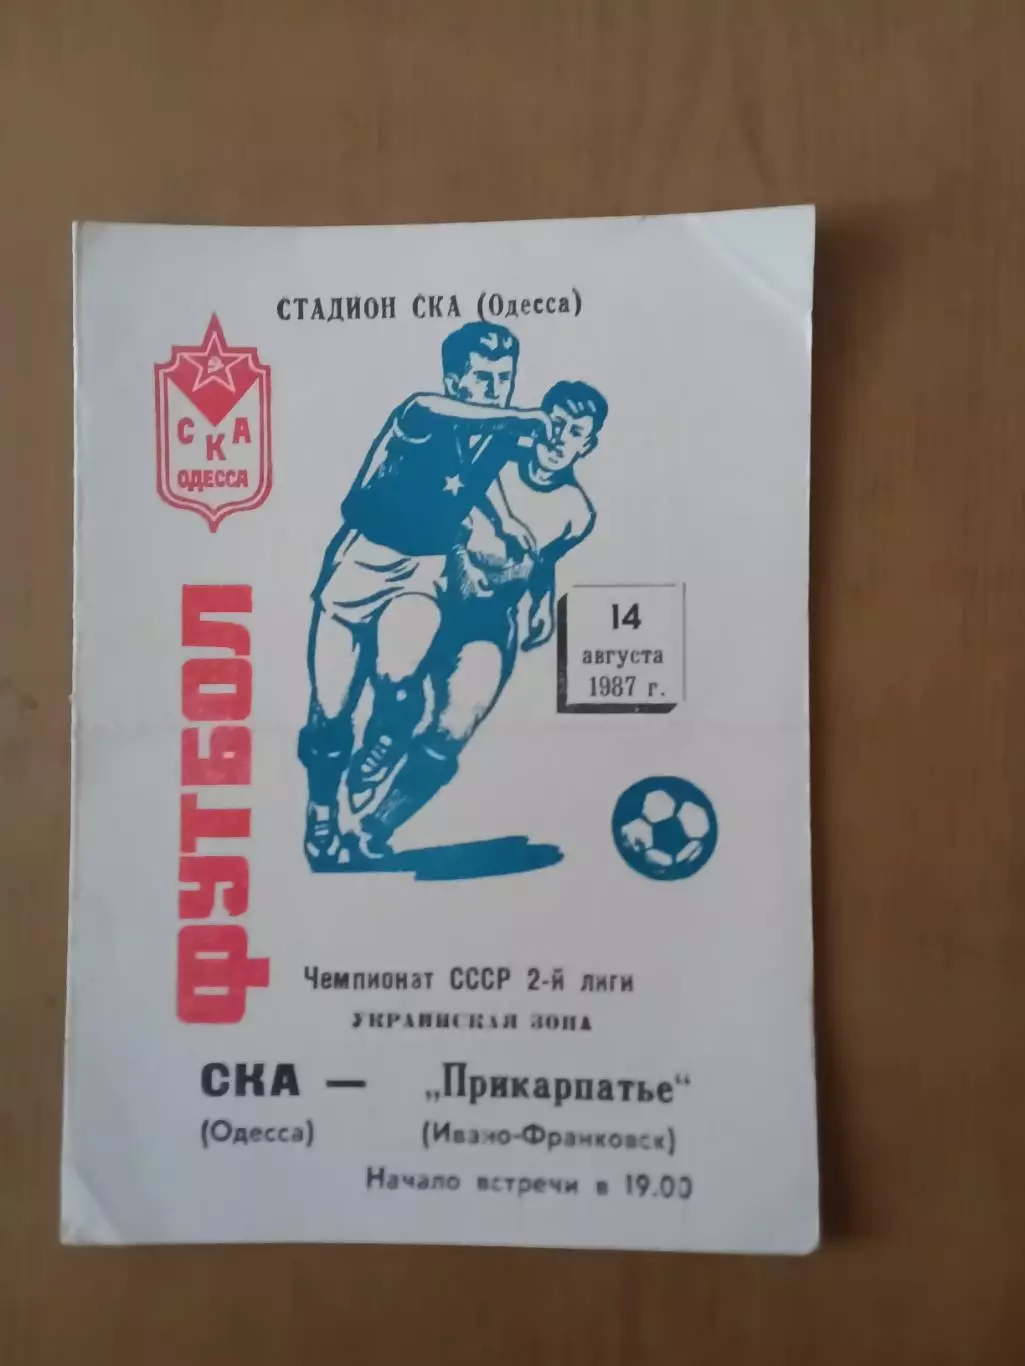 СТАДИОН СКА (Одесса)
СКА
ОДЕССА
ФУТБОЛ
14
августа
1987 г.
Чемпионат СССР 2-й лиги
УКРАИНСКАЯ ЗОНА
СКА — „Прикарпатье“
(Одесса) (Ивано-Франковск)
Начало встречи в 19.00